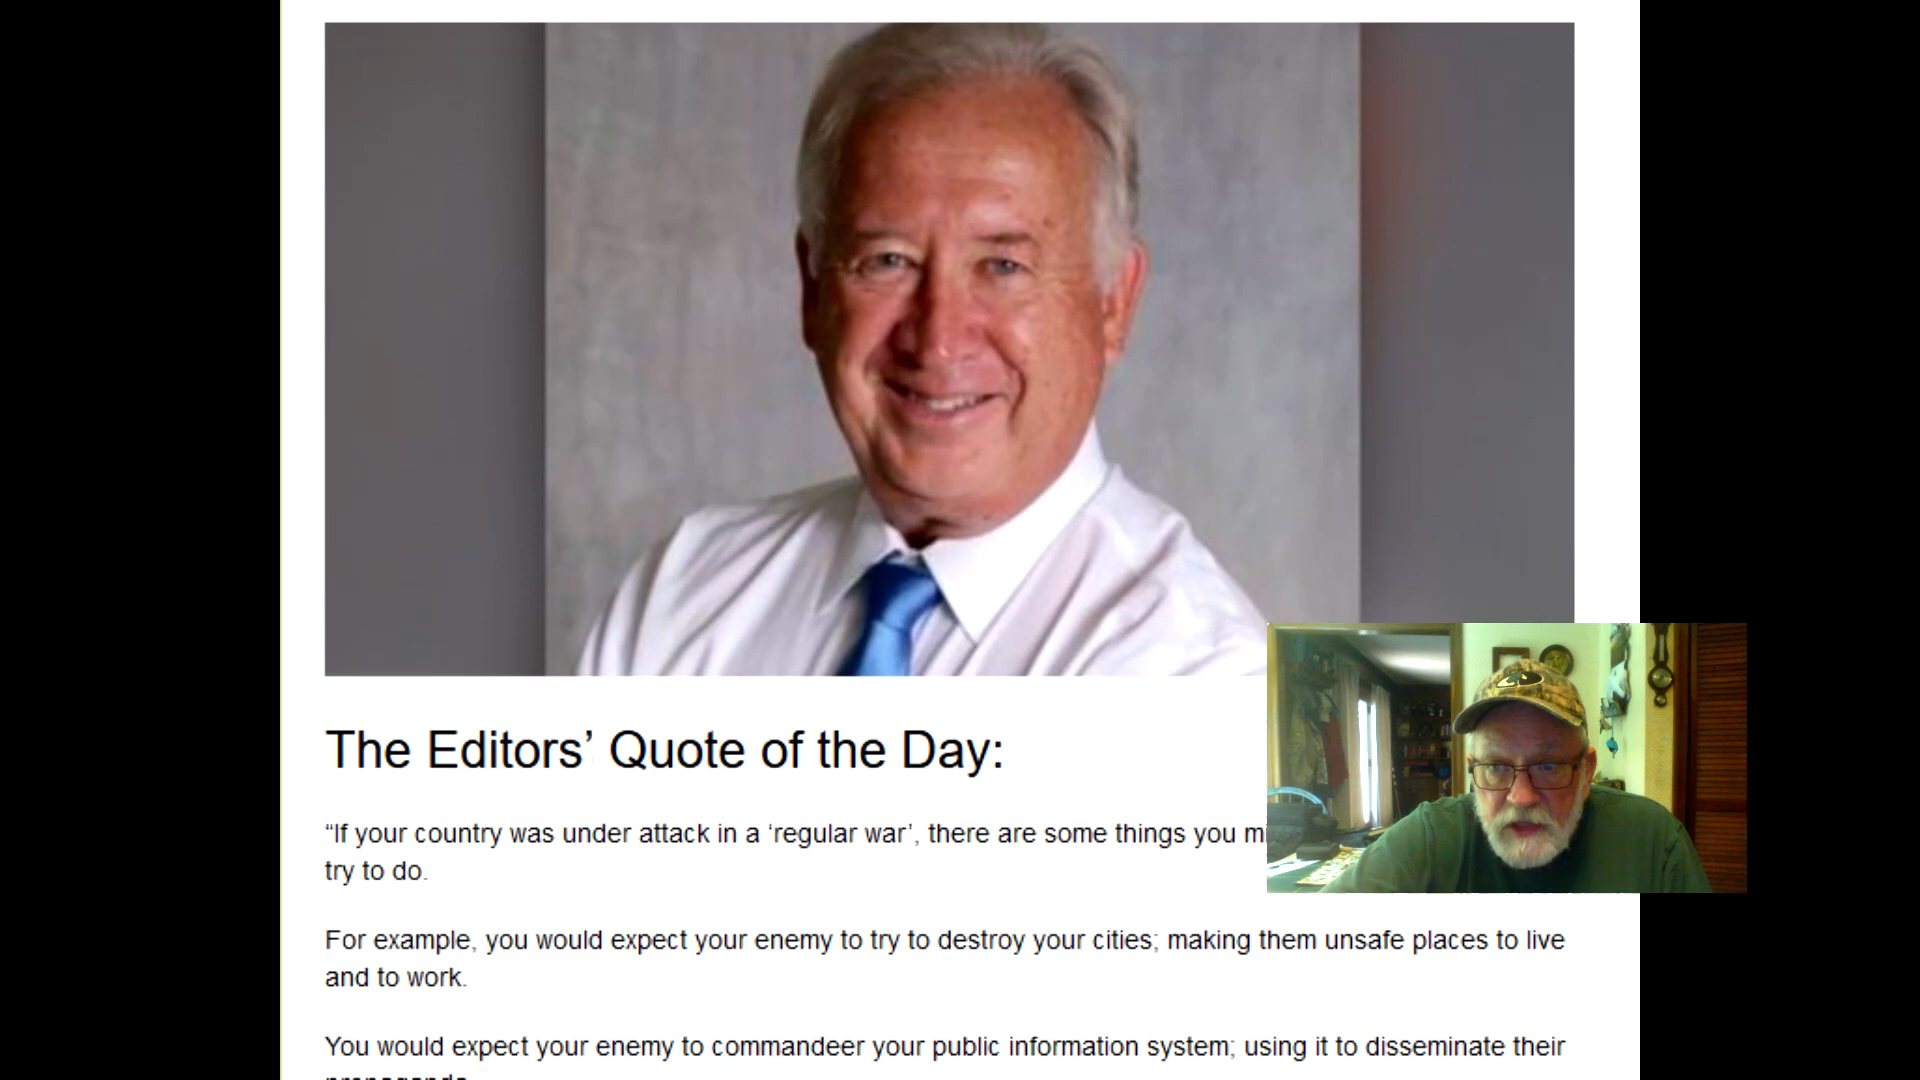 The Editors’ Quote of the Day:
“If your country was under attack in a ‘regular war’, there are some things you
try to do.
For example, you would expect your enemy to try to destroy your cities; making them unsafe places to live
and to work.
You would expect your enemy to commandeer your public information system; using it to disseminate their